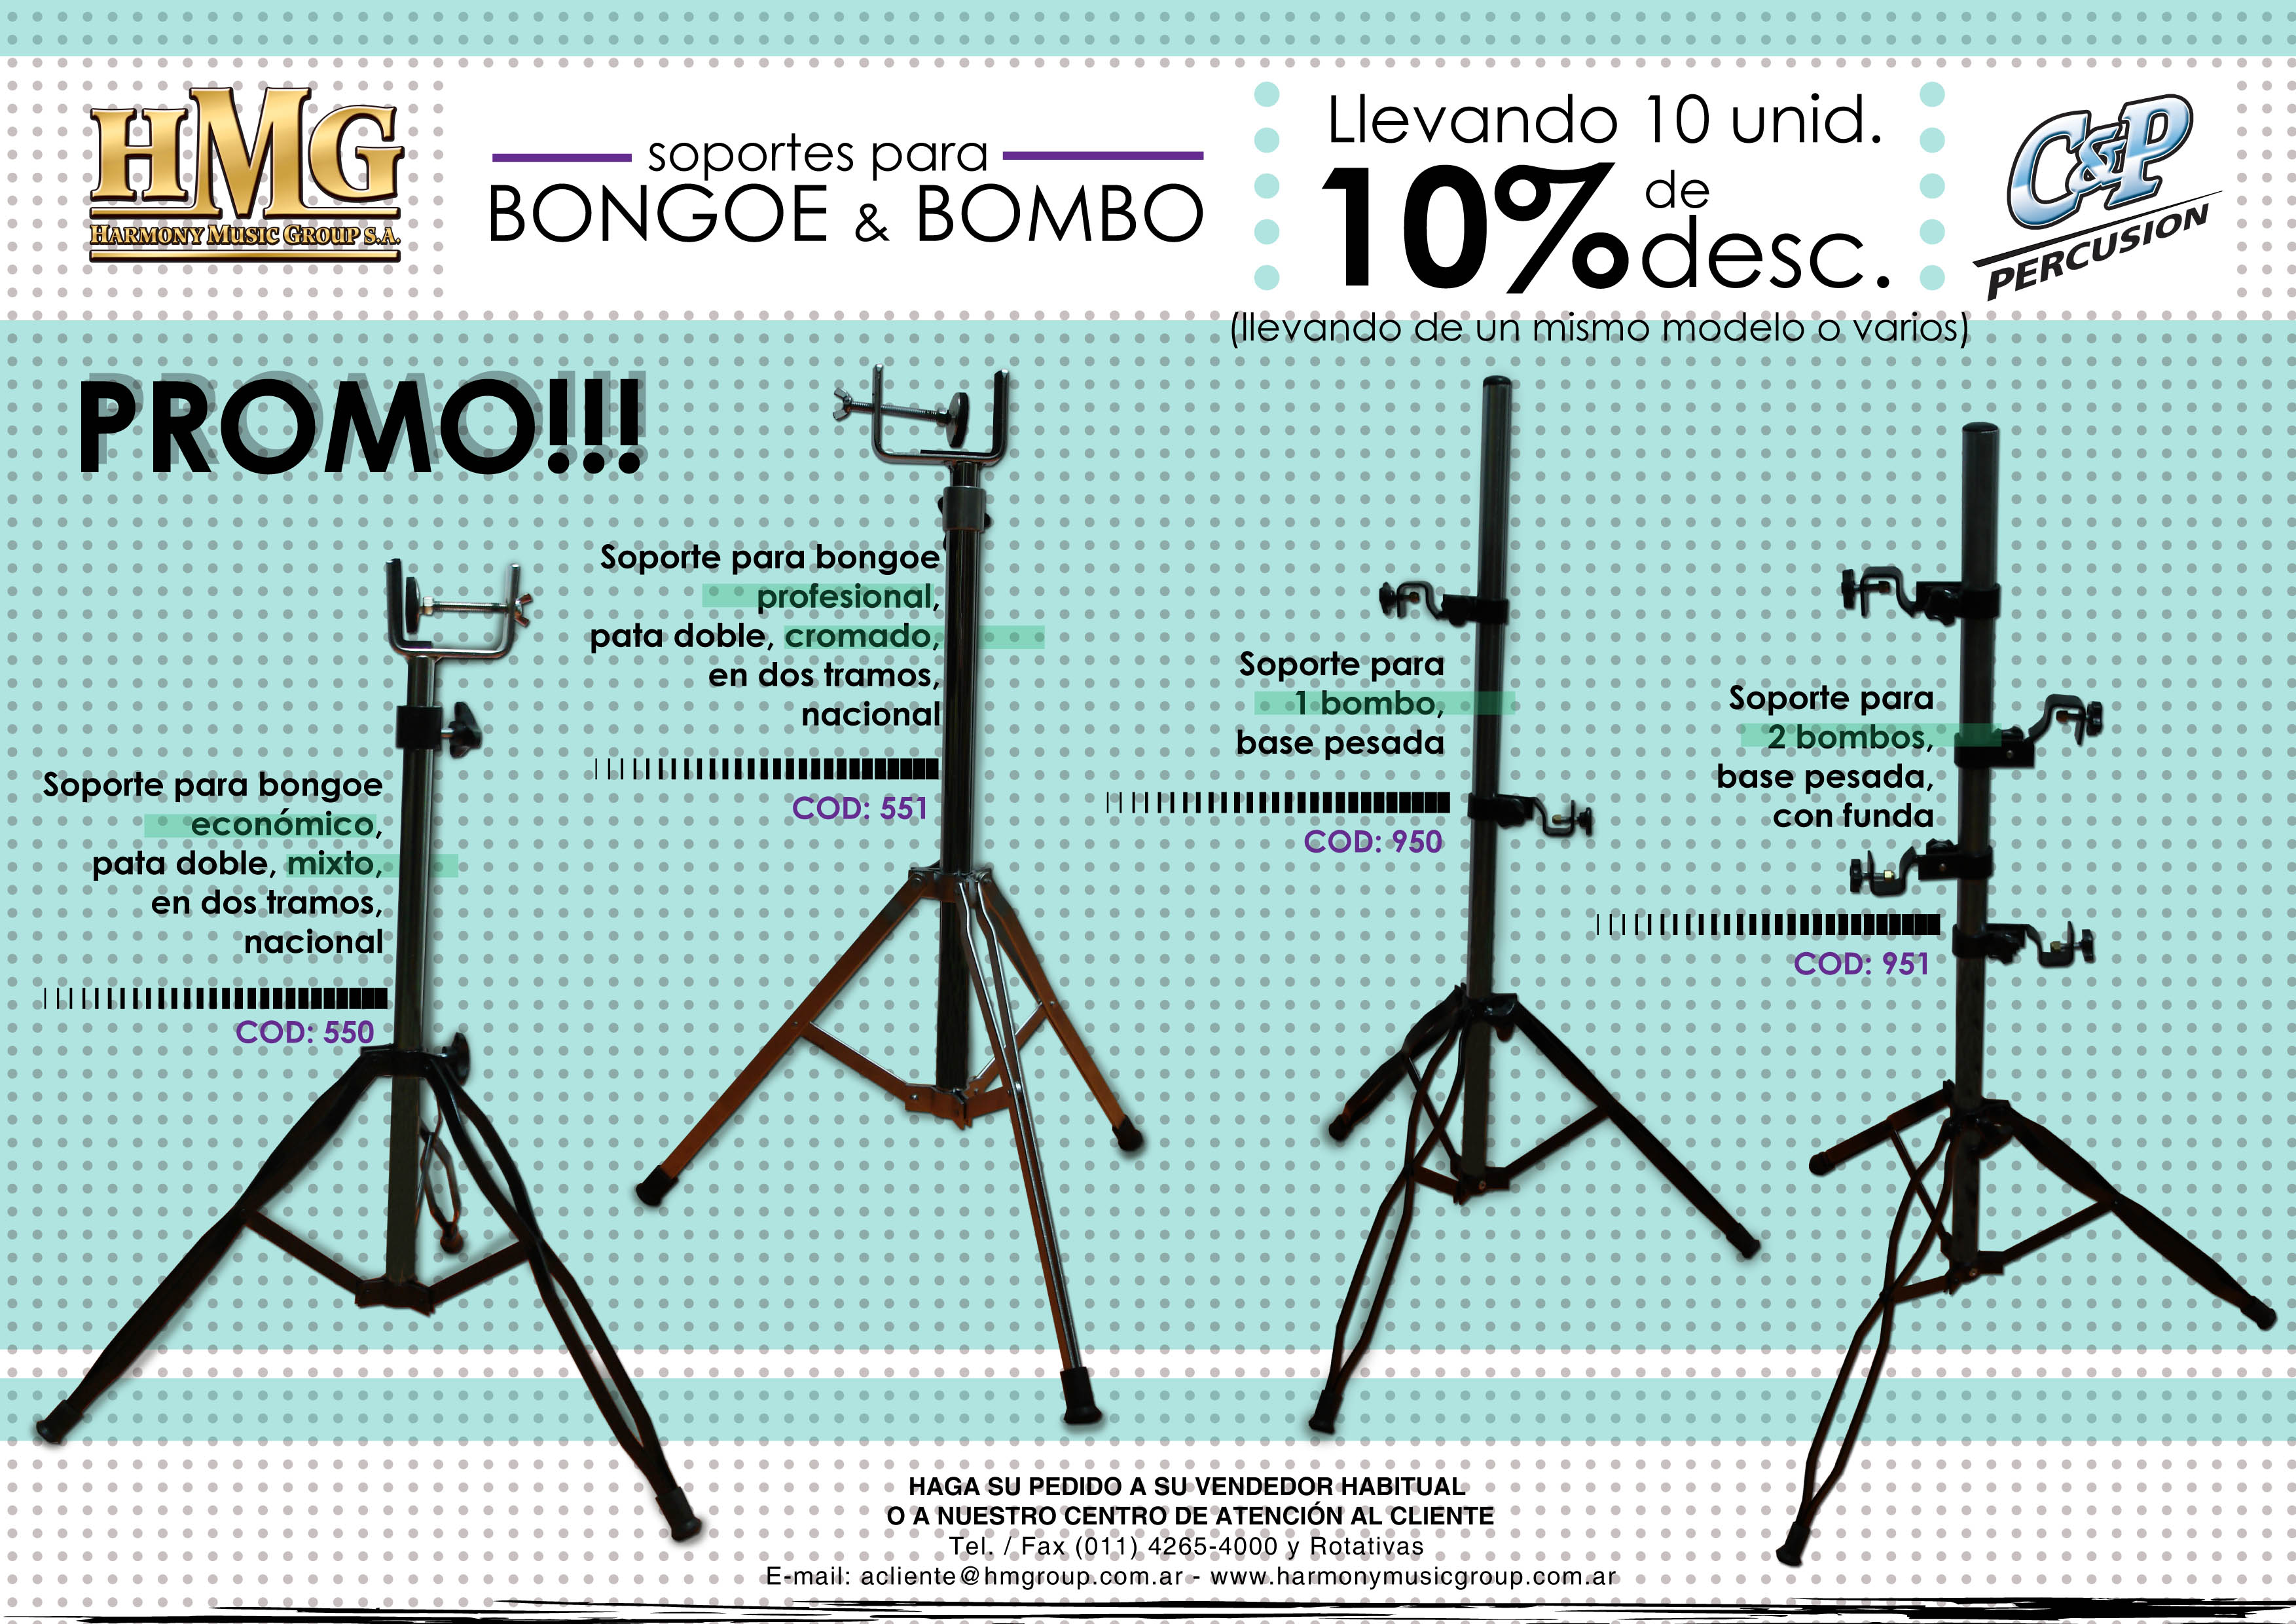 HMG
HARMONY MUSIC GROUP S.A.
soportes para
BONGOE & BOMBO
Llevando 10 unid.
10% de desc.
(llevando de un mismo modelo o varios)
C&P
PERCUSION
PROMO!!!
Soporte para bongoe
económico,
pata doble, mixto,
en dos tramos,
nacional
COD: 550
Soporte para bongoe
profesional,
pata doble, cromado,
en dos tramos,
nacional
COD: 551
Soporte para
1 bombo,
base pesada
COD: 950
Soporte para
2 bombos,
base pesada,
con funda
COD: 951
HAGA SU PEDIDO A SU VENDEDOR HABITUAL
O A NUESTRO CENTRO DE ATENCIÓN AL CLIENTE
Tel. / Fax (011) 4265-4000 y Rotativas
E-mail: acliente@hmgroup.com.ar - www.harmonymusicgroup.com.ar